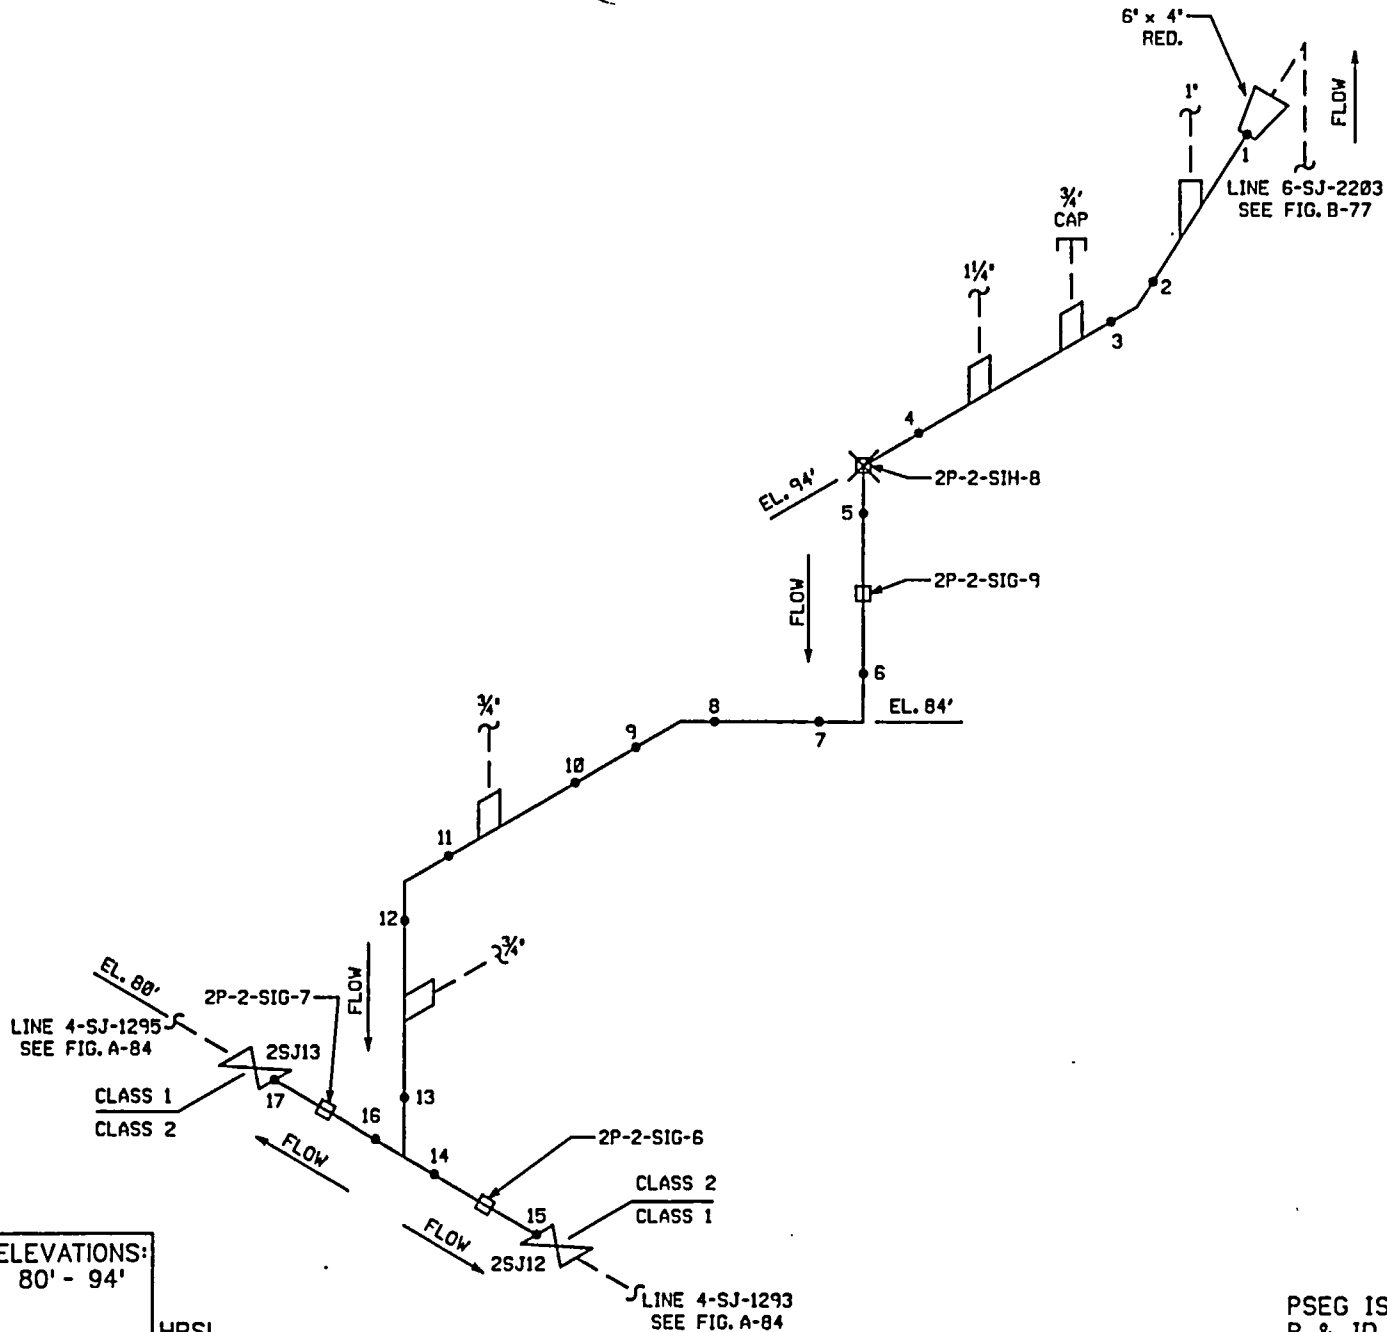 6" x 4"
RED.
1"
FLOW
1
LINE 6-SJ-2203
SEE FIG. B-77
3/4"
CAP
1 1/4"
2
3
4
EL. 94'
2P-2-SIH-8
5
FLOW
2P-2-SIG-9
6
3/4"
8
EL. 84'
7
9
10
11
12
3/4"
EL. 80'
2P-2-SIG-7
FLOW
LINE 4-SJ-1295
SEE FIG. A-84
2SJ13
17
CLASS 1
CLASS 2
13
16
FLOW
14
2P-2-SIG-6
CLASS 2
CLASS 1
15
FLOW
2SJ12
ELEVATIONS:
80' - 94'
LINE 4-SJ-1293
SEE FIG. A-84
PSEG IS